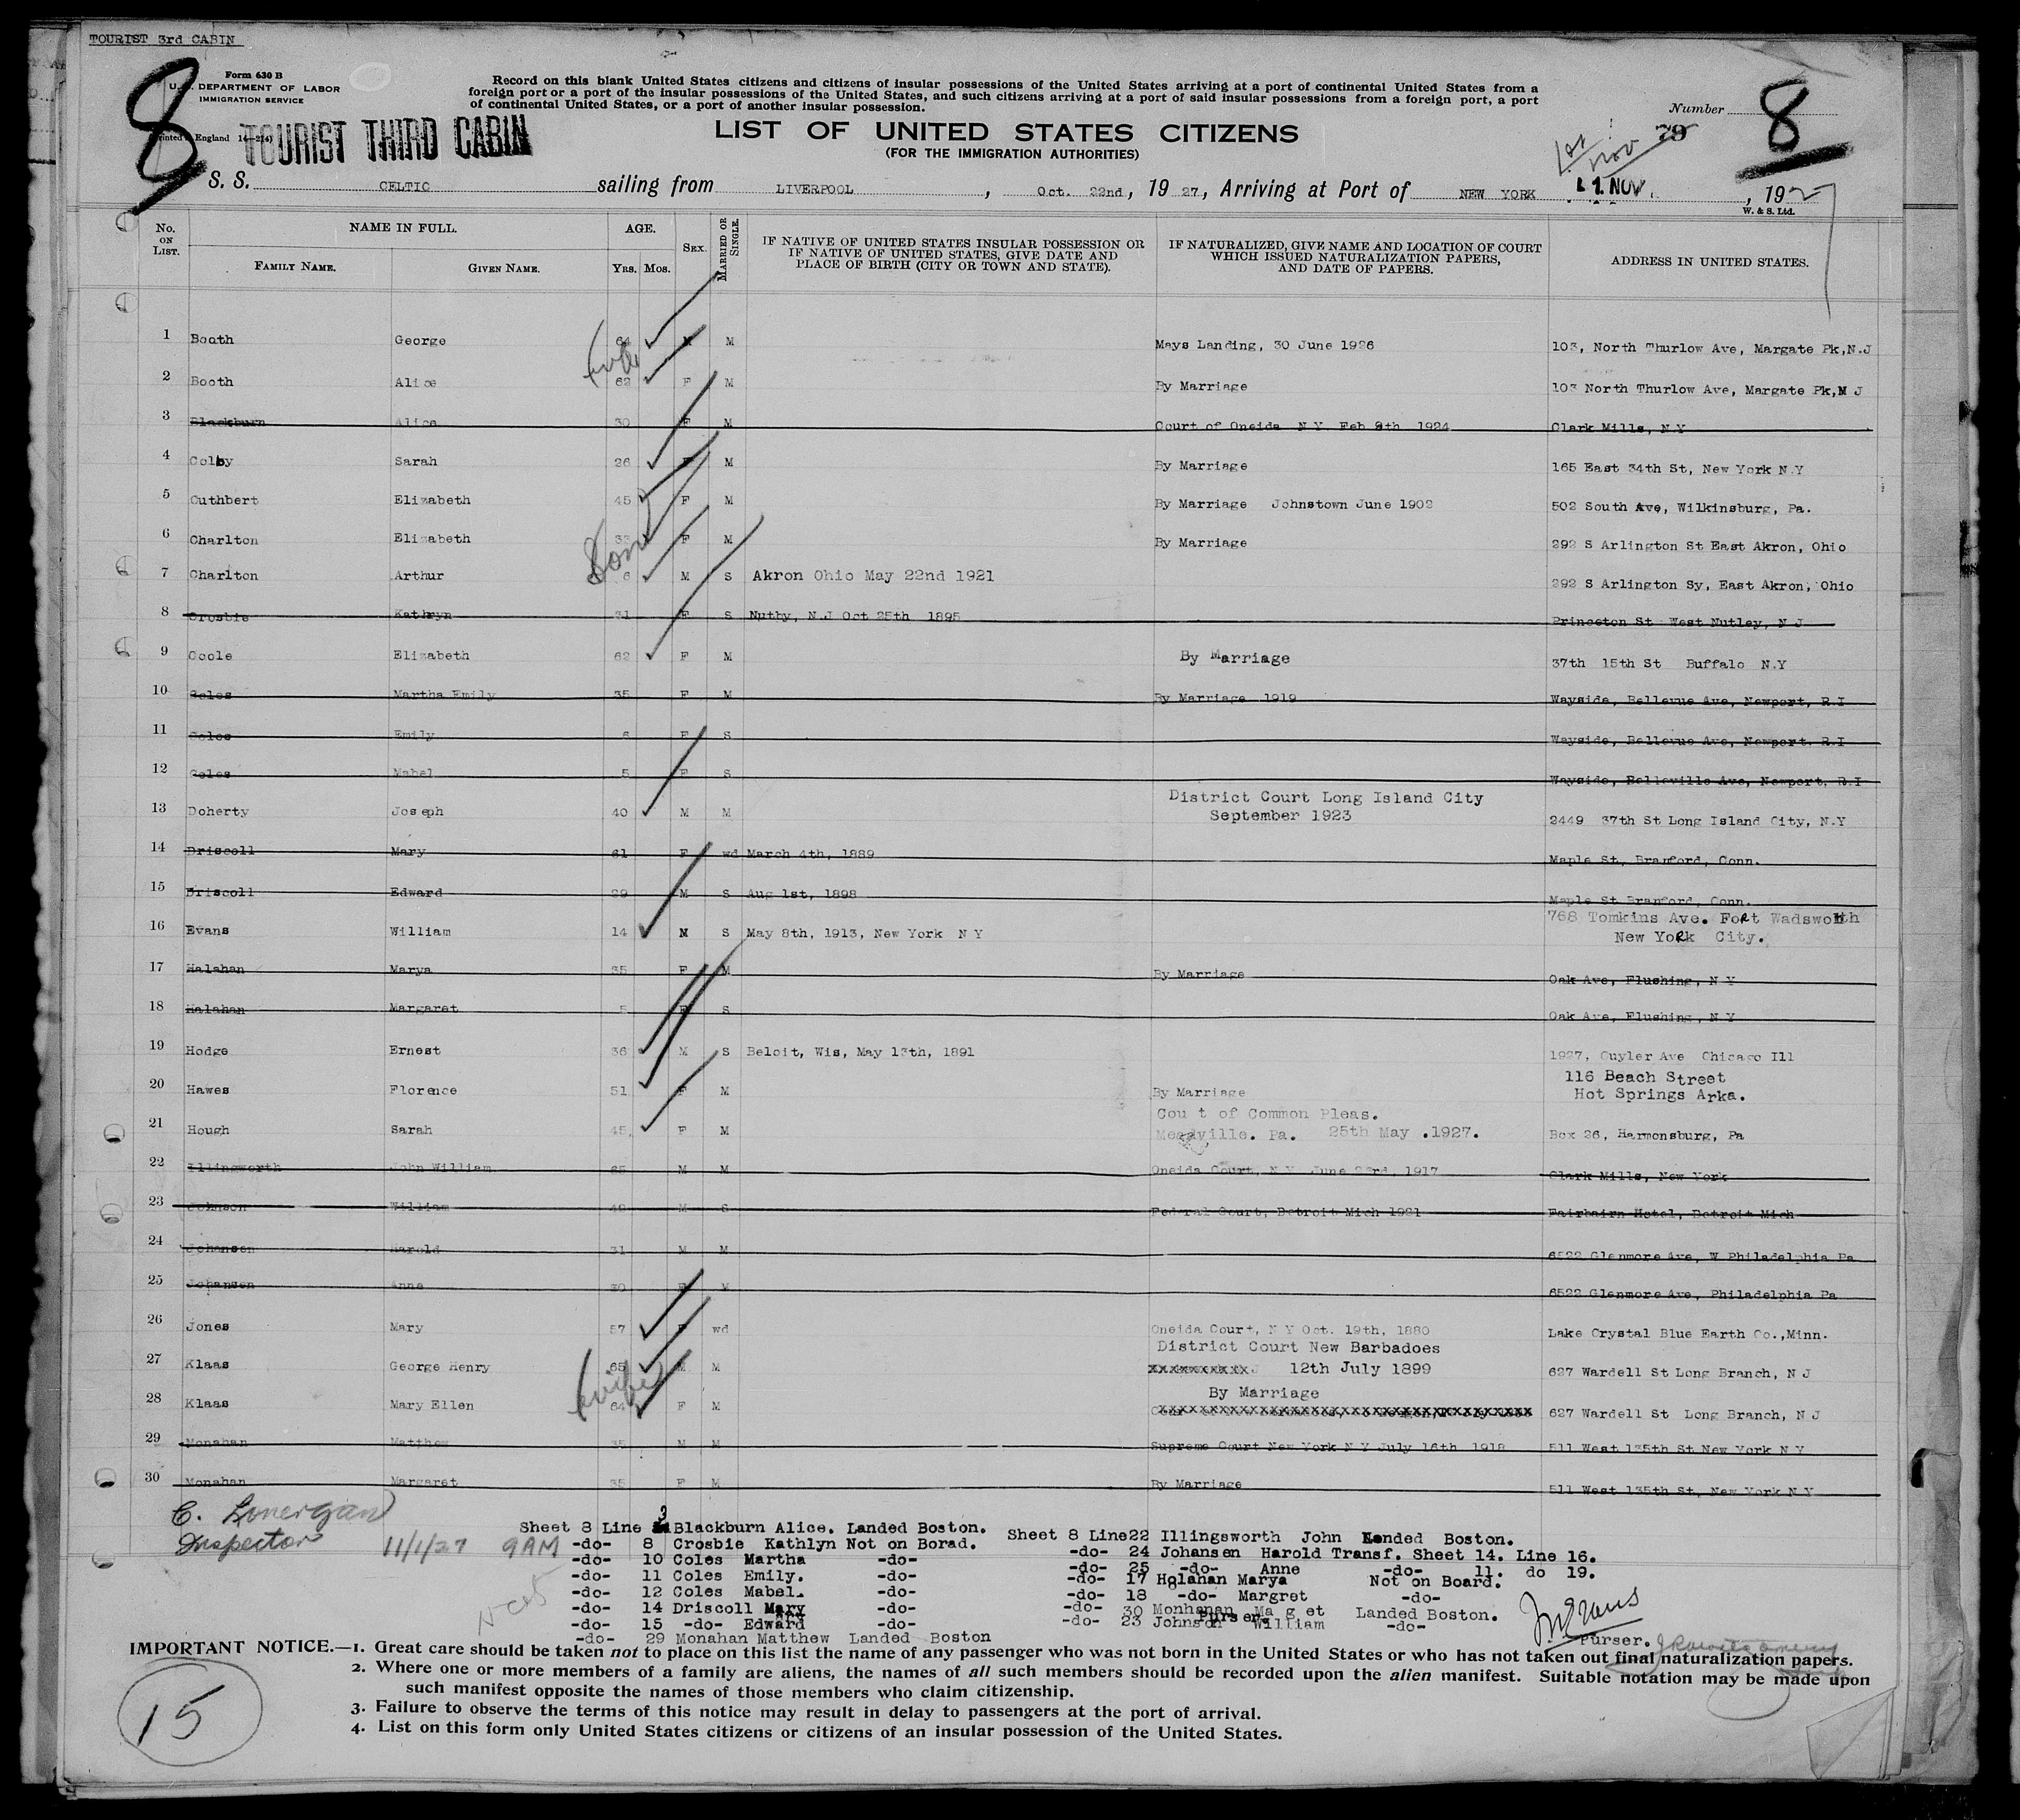 TOURIST 3rd CABIN
8
Form 630 B
U.S. DEPARTMENT OF LABOR
IMMIGRATION SERVICE
Printed England 14-214
TOURIST THIRD CABIN
Record on this blank United States citizens and citizens of insular possessions of the United States arriving at a port of continental United States from a
foreign port or a port of the insular possessions of the United States, and such citizens arriving at a port of said insular possessions from a foreign port, a port
of continental United States, or a port of another insular possession.
LIST OF UNITED STATES CITIZENS
(FOR THE IMMIGRATION AUTHORITIES)
Number 8
79
1st Nov
S. S. CELTIC sailing from LIVERPOOL, Oct. 22nd, 19 27, Arriving at Port of NEW YORK 1 NOV. , 1927
W. & S. Ltd.
No. ON LIST. NAME IN FULL. AGE. SEX. MARRIED OR SINGLE. IF NATIVE OF UNITED STATES INSULAR POSSESSION OR IF NATIVE OF UNITED STATES, GIVE DATE AND PLACE OF BIRTH (CITY OR TOWN AND STATE). IF NATURALIZED, GIVE NAME AND LOCATION OF COURT WHICH ISSUED NATURALIZATION PAPERS, AND DATE OF PAPERS. ADDRESS IN UNITED STATES.
FAMILY NAME. GIVEN NAME. Yrs. Mos.
1 Booth George 64 M M Mays Landing, 30 June 1926 103, North Thurlow Ave, Margate Pk,N.J
wife
2 Booth Alice 62 F M By Marriage 103 North Thurlow Ave, Margate Pk,N J
3 Blackburn Alice 30 F M Court of Oneida N Y Feb 9th 1924 Clark Mills, N.Y
4 Colby Sarah 26 F M By Marriage 165 East 34th St, New York N.Y
5 Cuthbert Elizabeth 45 F M By Marriage Johnstown June 1902 502 South Ave, Wilkinsburg, Pa.
6 Charlton Elizabeth 33 F M By Marriage 292 S Arlington St East Akron, Ohio
Son
7 Charlton Arthur 6 M S Akron Ohio May 22nd 1921 292 S Arlington Sy, East Akron, Ohio
8 Crosbie Kathryn 31 F S Nutby, N.J Oct 25th 1895 Princeton St West Nutley, N J
9 Coole Elizabeth 62 F M By Marriage 37th 15th St Buffalo N.Y
10 Coles Martha Emily 35 F M By Marriage 1919 Wayside, Bellevue Ave, Newport, R.I
11 Coles Emily 6 F S Wayside, Bellevue Ave, Newport. R.I
12 Coles Mabel 5 F S Wayside, Belleville Ave, Newport, R.I
13 Doherty Joseph 40 M M District Court Long Island City September 1923 2449 37th St Long Island City, N.Y
14 Driscoll Mary 61 F wd March 4th, 1889 Maple St, Branford, Conn.
15 Driscoll Edward 29 M S Aug 1st, 1898 Maple St Branford, Conn.
16 Evans William 14 M S May 8th, 1913, New York N Y 768 Tomkins Ave. Fort Wadsworth New York City.
17 Halahan Marya 35 F M By Marriage Oak Ave, Flushing, N Y
18 Halahan Margaret 5 F S Oak Ave, Flushing, N Y
19 Hodge Ernest 36 M S Beloit, Wis, May 13th, 1891 1927, Cuyler Ave Chicago Ill
20 Hawes Florence 51 F M By Marriage 116 Beach Street Hot Springs Arka.
21 Hough Sarah 45 F M Cou t of Common Pleas. Meadville. Pa. 25th May .1927. Box 26, Harmonsburg, Pa
22 Illingworth John William 65 M M Oneida Court, N Y June 23rd, 1917 Clark Mills, New York
23 Johnson William 48 M S Federal Court, Detroit Mich 1921 Fairbairn Hotel, Detroit Mich
24 Johansen Harold 31 M M 6522 Glenmore Ave, W Philadelphia Pa
25 Johansen Anna 30 F M 6522 Glenmore Ave, Philadelphia Pa
26 Jones Mary 57 F wd Oneida Court, N Y Oct. 19th, 1880 Lake Crystal Blue Earth Co.,Minn.
27 Klaas George Henry 65 M M District Court New Barbadoes 12th July 1899 627 Wardell St Long Branch, N J
wife
28 Klaas Mary Ellen 64 F M By Marriage 627 Wardell St Long Branch, N J
29 Monahan Matthew 35 M M Supreme Court New York N Y July 16th 1918 511 West 135th St New York N Y
30 Monahan Margaret 35 F M By Marriage 511 West 135th St, New York N Y
C. Lonergan
Inspector 11/1/27 9AM
Sheet 8 Line 3 Blackburn Alice. Landed Boston.
-do- 8 Crosbie Kathlyn Not on Borad.
-do- 10 Coles Martha -do-
-do- 11 Coles Emily. -do-
-do- 12 Coles Mabel. -do-
-do- 14 Driscoll Mary -do-
-do- 15 -do- Edward -do-
-do- 29 Monahan Matthew Landed Boston
Sheet 8 Line22 Illingsworth John Landed Boston.
-do- 24 Johansen Harold Transf. Sheet 14. Line 16.
-do- 25 -do- Anne -do- 11. do 19.
-do- 17 Holahan Marya Not on Board.
-do- 18 -do- Margret -do-
-do- 30 Monhanan Ma g et Landed Boston.
-do- 23 Johnson William -do-
Purser.
Purser.
IMPORTANT NOTICE.—1. Great care should be taken not to place on this list the name of any passenger who was not born in the United States or who has not taken out final naturalization papers.
2. Where one or more members of a family are aliens, the names of all such members should be recorded upon the alien manifest. Suitable notation may be made upon
such manifest opposite the names of those members who claim citizenship.
3. Failure to observe the terms of this notice may result in delay to passengers at the port of arrival.
4. List on this form only United States citizens or citizens of an insular possession of the United States.
15